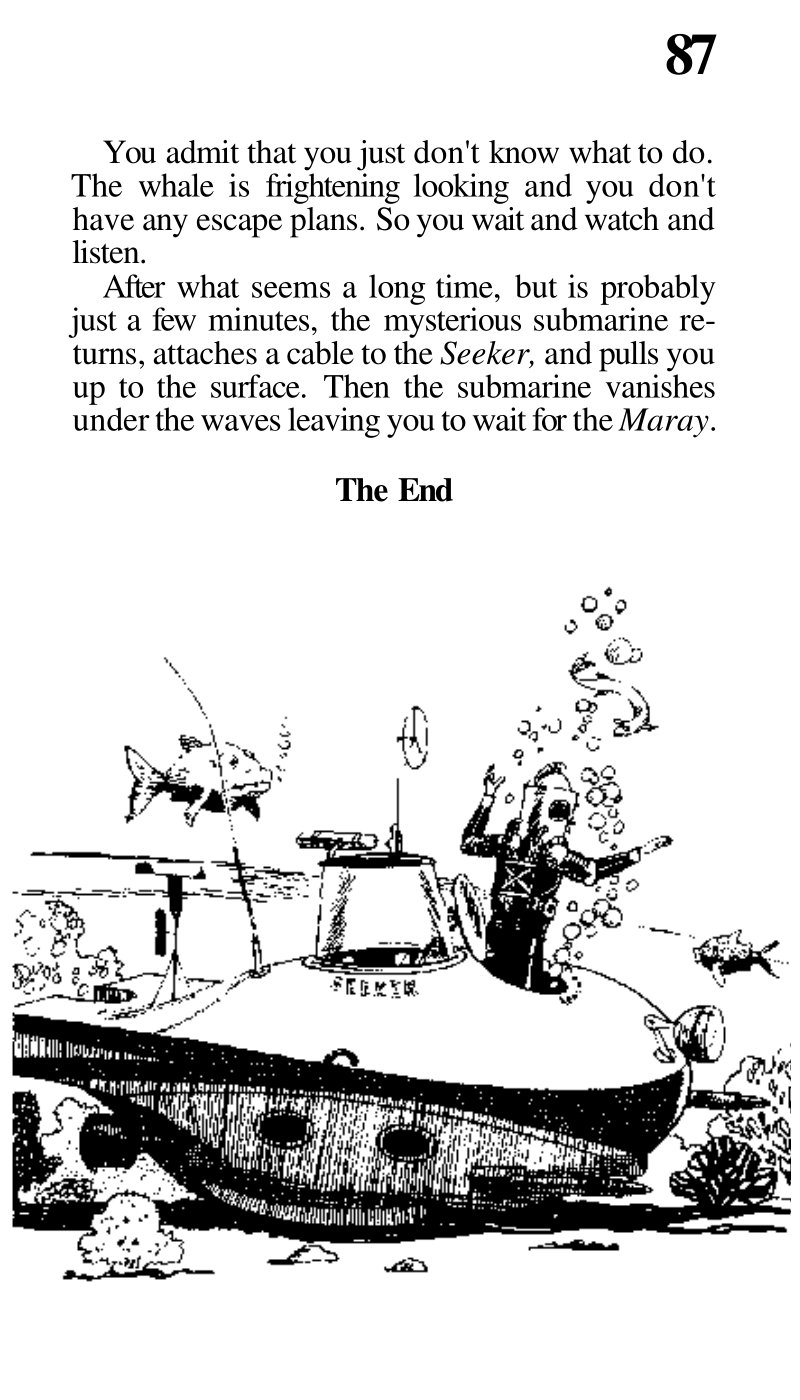 87
You admit that you just don't know what to do.
The whale is frightening looking and you don't
have any escape plans. So you wait and watch and
listen.
After what seems a long time, but is probably
just a few minutes, the mysterious submarine re-
turns, attaches a cable to the Seeker, and pulls you
up to the surface. Then the submarine vanishes
under the waves leaving you to wait for the Maray.
The End
SEEKER